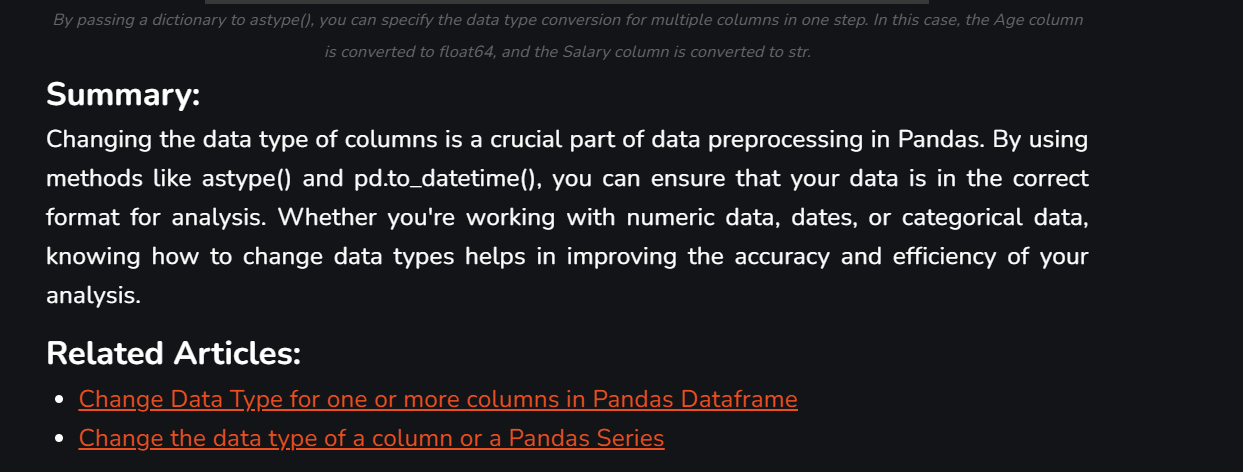 By passing a dictionary to astype(), you can specify the data type conversion for multiple columns in one step. In this case, the Age column
is converted to float64, and the Salary column is converted to str.
Summary:
Changing the data type of columns is a crucial part of data preprocessing in Pandas. By using
methods like astype() and pd.to_datetime(), you can ensure that your data is in the correct
format for analysis. Whether you're working with numeric data, dates, or categorical data,
knowing how to change data types helps in improving the accuracy and efficiency of your
analysis.
Related Articles:
• Change Data Type for one or more columns in Pandas Dataframe
• Change the data type of a column or a Pandas Series